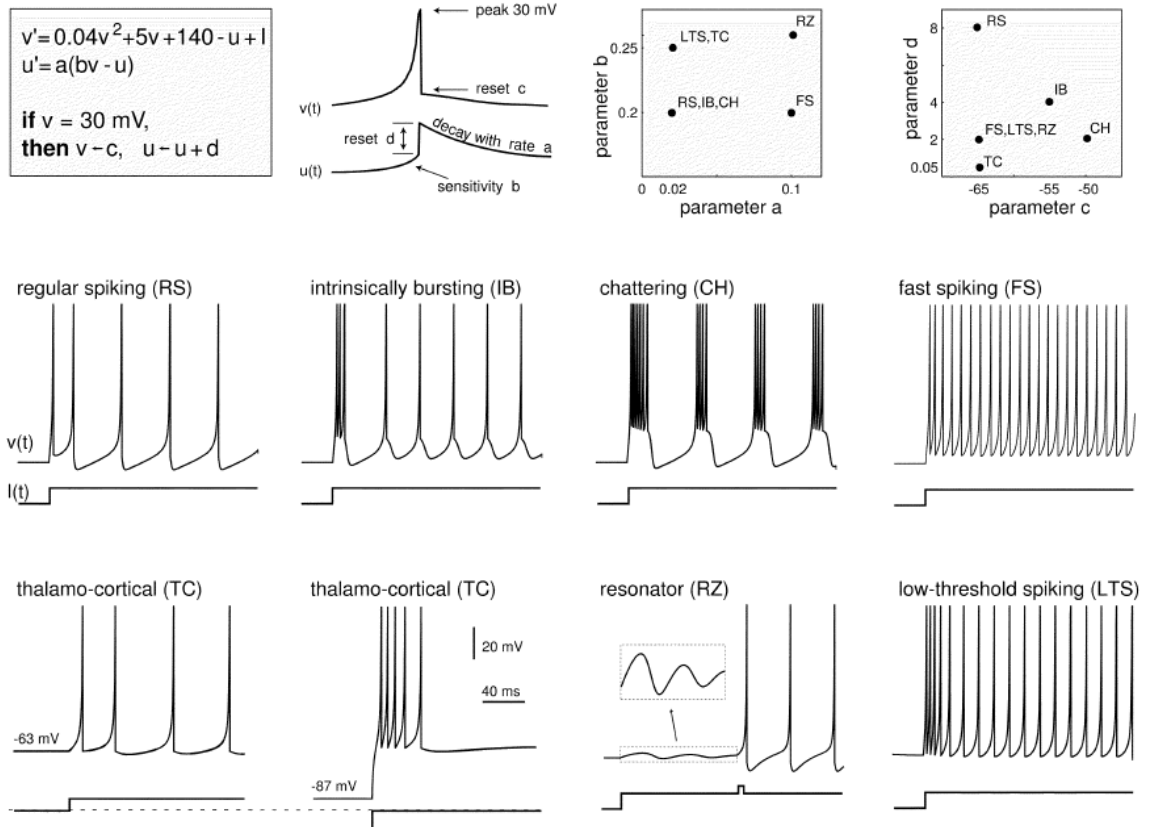 v'= 0.04v²+5v+140 - u + I
u'= a(bv - u)
if v = 30 mV,
then v←c, u←u + d
peak 30 mV
reset c
v(t)
reset d
decay with rate a
u(t)
sensitivity b
parameter b
0.25
0.2
LTS,TC
RZ
RS,IB,CH
FS
0 0.02 0.1
parameter a
parameter d
8
4
2
0.05
RS
IB
FS,LTS,RZ
CH
TC
-65 -55 -50
parameter c
regular spiking (RS)
intrinsically bursting (IB)
chattering (CH)
fast spiking (FS)
v(t)
I(t)
thalamo-cortical (TC)
thalamo-cortical (TC)
resonator (RZ)
low-threshold spiking (LTS)
-63 mV
-87 mV
20 mV
40 ms